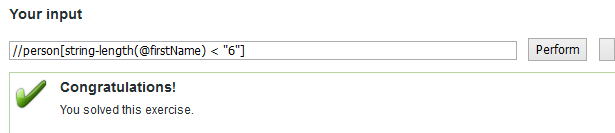 Your input
//person[string-length(@firstName) < "6"]
Perform
Congratulations!
You solved this exercise.